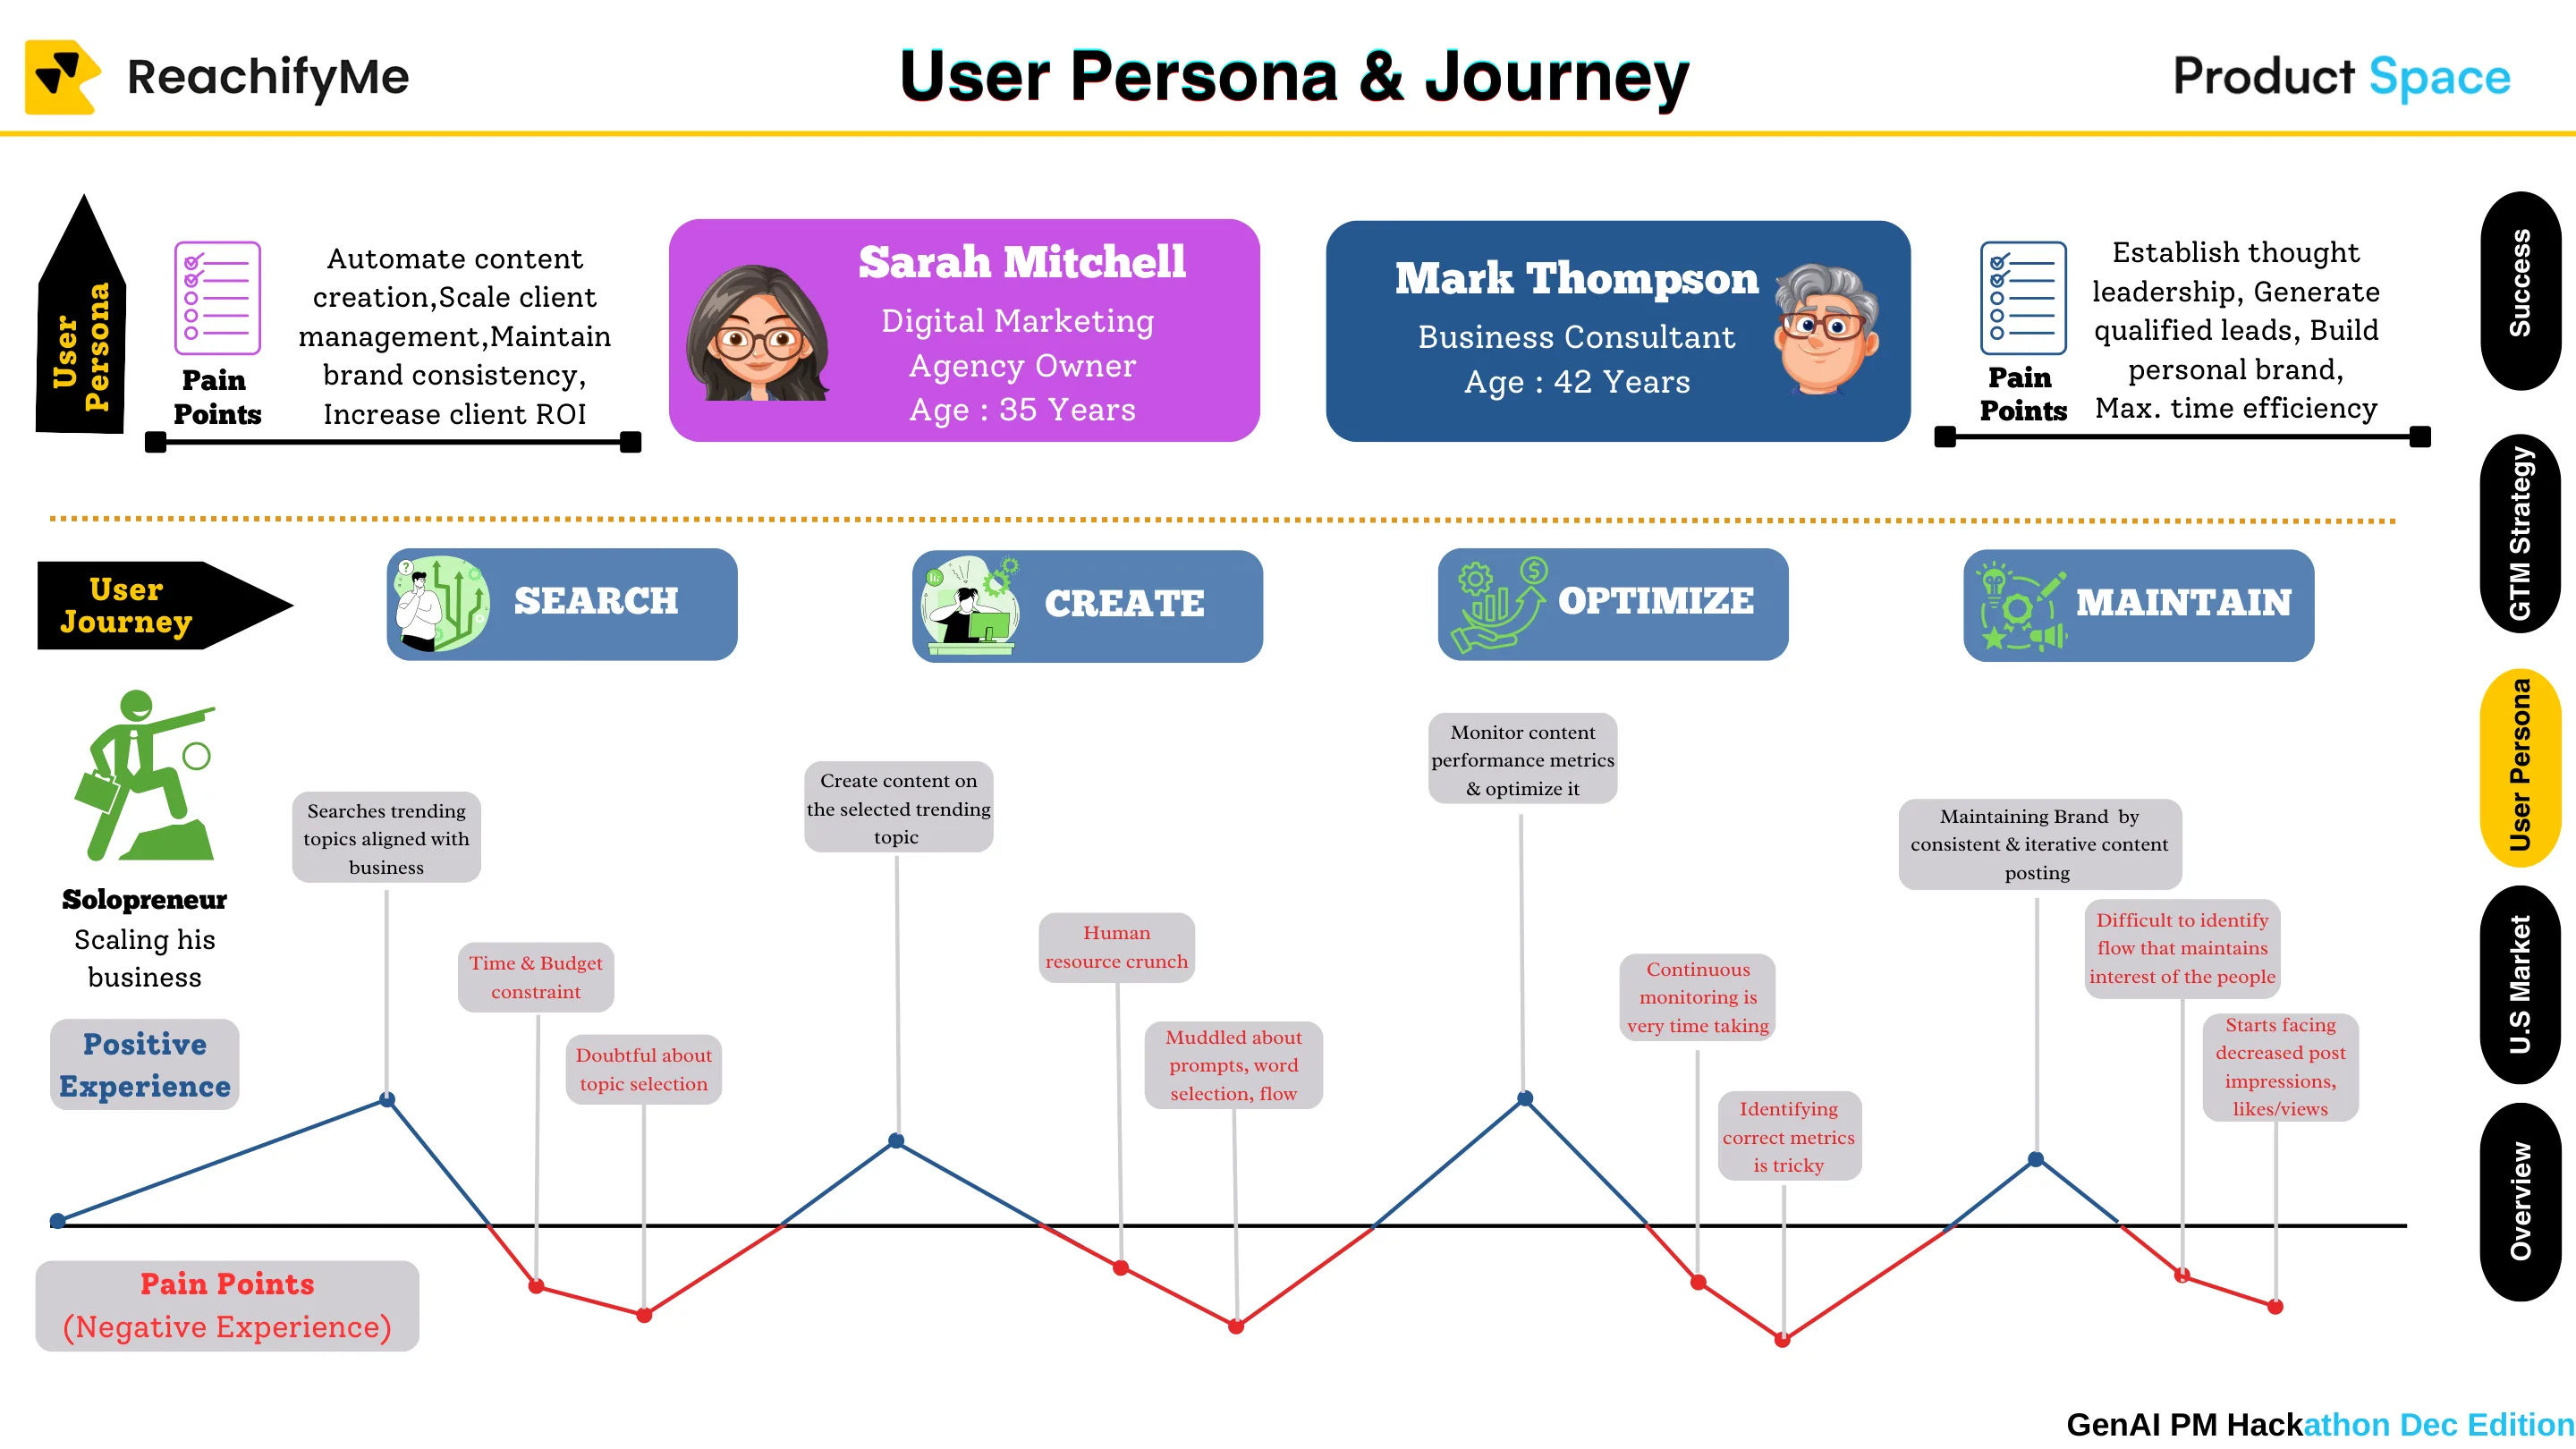 ReachifyMe
User Persona & Journey
Product Space
User
Persona
Pain
Points
Automate content
creation,Scale client
management,Maintain
brand consistency,
Increase client ROI
Sarah Mitchell
Digital Marketing
Agency Owner
Age : 35 Years
Mark Thompson
Business Consultant
Age : 42 Years
Pain
Points
Establish thought
leadership, Generate
qualified leads, Build
personal brand,
Max. time efficiency
Success
GTM Strategy
User Persona
U.S Market
Overview
User
Journey
SEARCH
CREATE
OPTIMIZE
MAINTAIN
Solopreneur
Scaling his
business
Positive
Experience
Pain Points
(Negative Experience)
Searches trending
topics aligned with
business
Time & Budget
constraint
Doubtful about
topic selection
Create content on
the selected trending
topic
Human
resource crunch
Muddled about
prompts, word
selection, flow
Monitor content
performance metrics
& optimize it
Continuous
monitoring is
very time taking
Identifying
correct metrics
is tricky
Maintaining Brand by
consistent & iterative content
posting
Difficult to identify
flow that maintains
interest of the people
Starts facing
decreased post
impressions,
likes/views
GenAI PM Hackathon Dec Edition